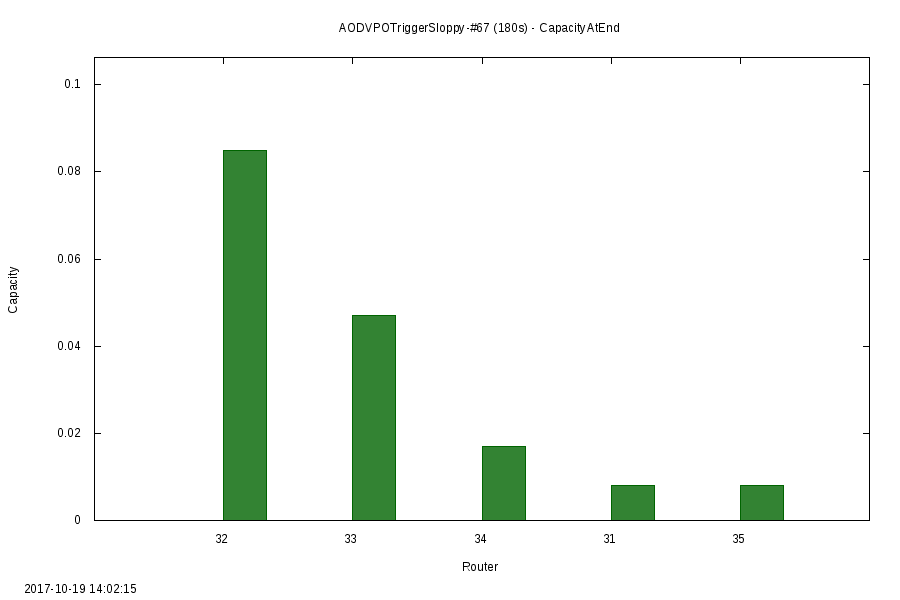 AODVPOTriggerSloppy-#67 (180s) - CapacityAtEnd
0.1
0.08
0.06
0.04
0.02
0
Capacity
32 33 34 31 35
Router
2017-10-19 14:02:15